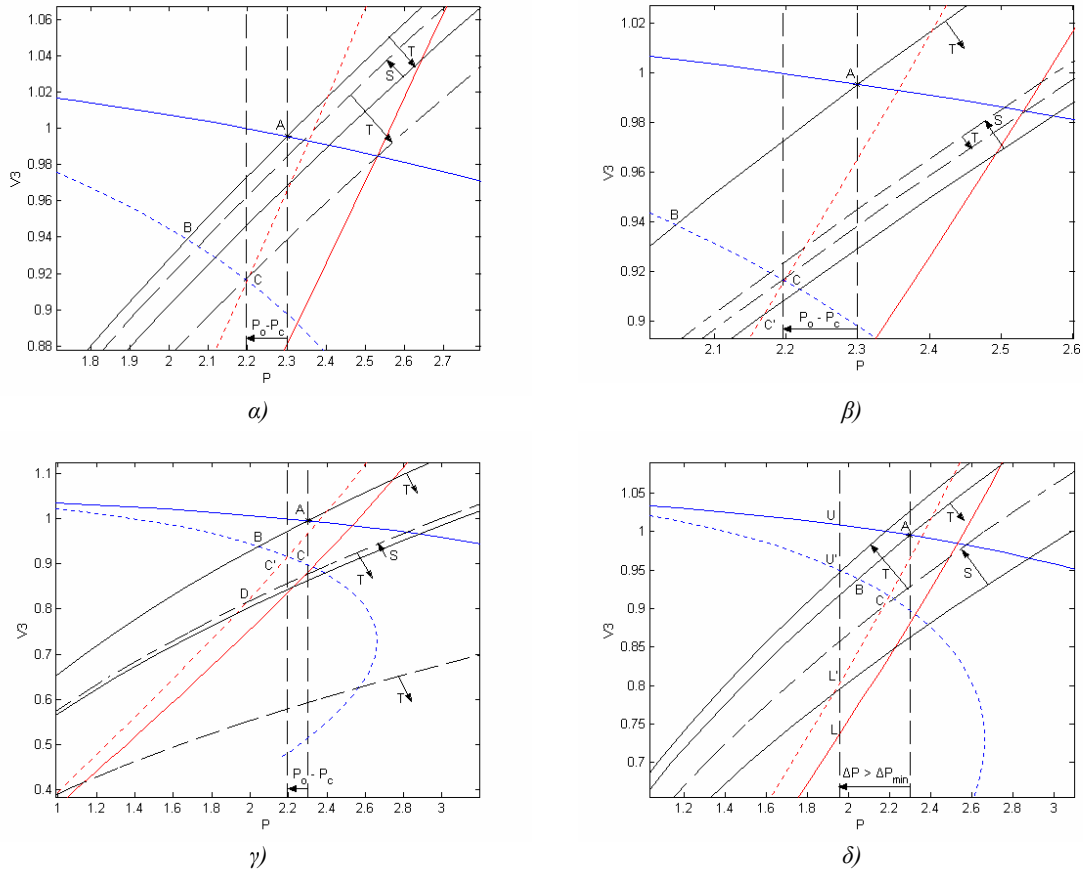 1.06
1.04
1.02
1
0.98
0.96
0.94
0.92
0.9
0.88
V3
A
B
C
T
S
T
P_o-P_c
1.8 1.9 2 2.1 2.2 2.3 2.4 2.5 2.6 2.7
P
α)
1.02
1
0.98
0.96
0.94
0.92
0.9
V3
T
A
S
T
B
C
C'
P_o-P_c
2.1 2.2 2.3 2.4 2.5 2.6
P
β)
1.1
1
0.9
0.8
0.7
0.6
0.5
0.4
V3
T
A
B
C
C'
S
D
T
T
P_o-P_c
1 1.2 1.4 1.6 1.8 2 2.2 2.4 2.6 2.8 3
P
γ)
1.05
1
0.95
0.9
0.85
0.8
0.75
0.7
V3
U
A
T
U'
B
T
C
S
L'
L
ΔP > ΔP_min
1.2 1.4 1.6 1.8 2 2.2 2.4 2.6 2.8 3
P
δ)